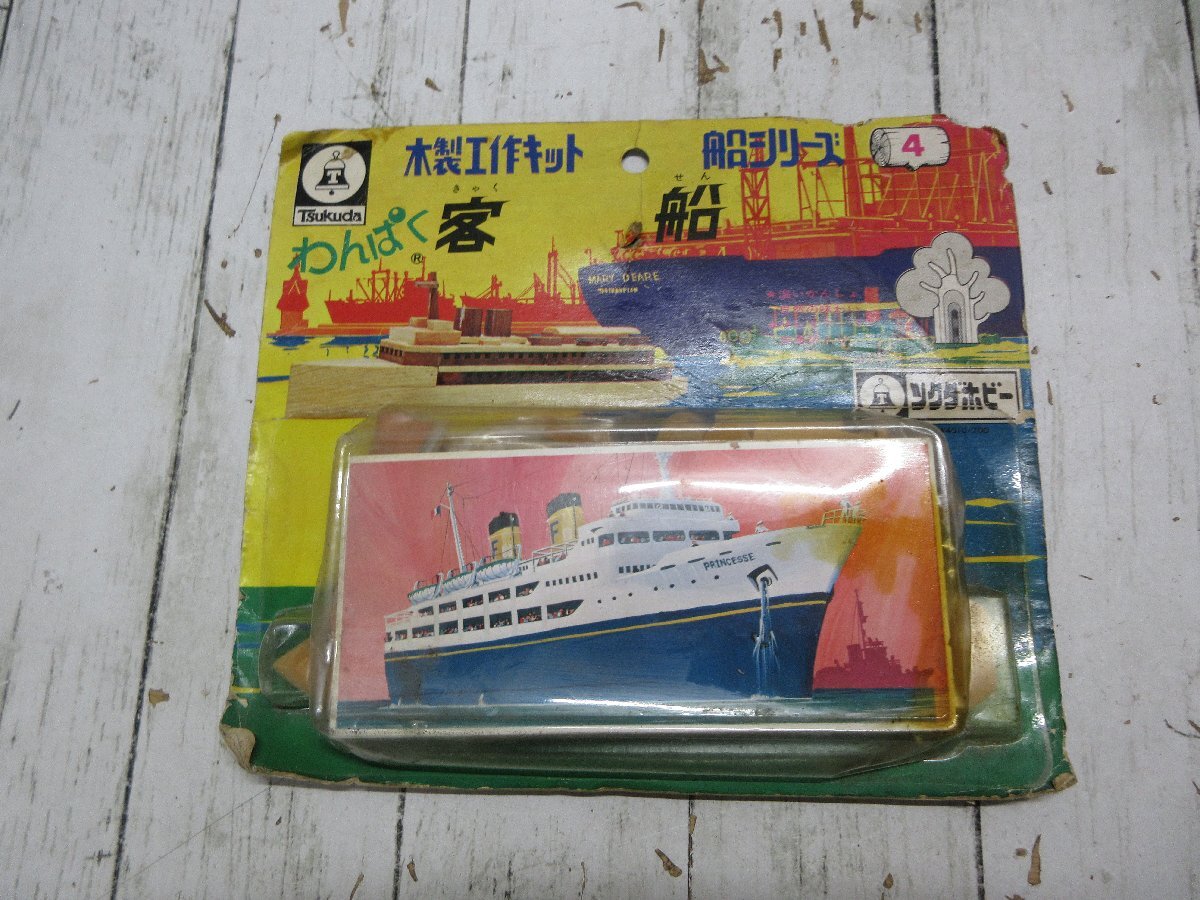 木製工作キット
船シリーズ
4
T
Tsukuda
わんぱく®
きゃく
客
せん
船
MARY DEARE
T
ツクダホビー
F
F
PRINCESSE